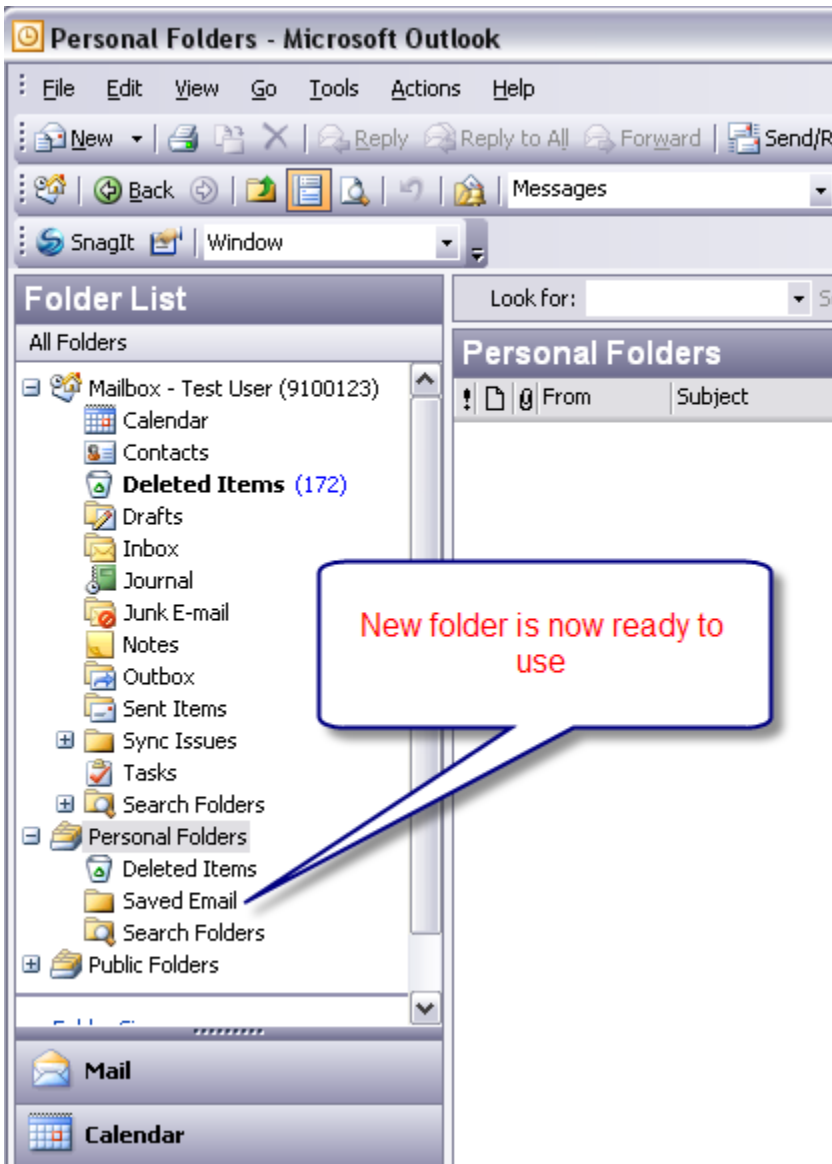 Personal Folders - Microsoft Outlook
File Edit View Go Tools Actions Help
New Reply Reply to All Forward Send/R
Back Messages
SnagIt Window
Folder List
Look for:
All Folders
Personal Folders
! From Subject
Mailbox - Test User (9100123)
Calendar
Contacts
Deleted Items (172)
Drafts
Inbox
Journal
Junk E-mail
Notes
Outbox
Sent Items
Sync Issues
Tasks
Search Folders
Personal Folders
Deleted Items
Saved Email
Search Folders
Public Folders
New folder is now ready to
use
Mail
Calendar